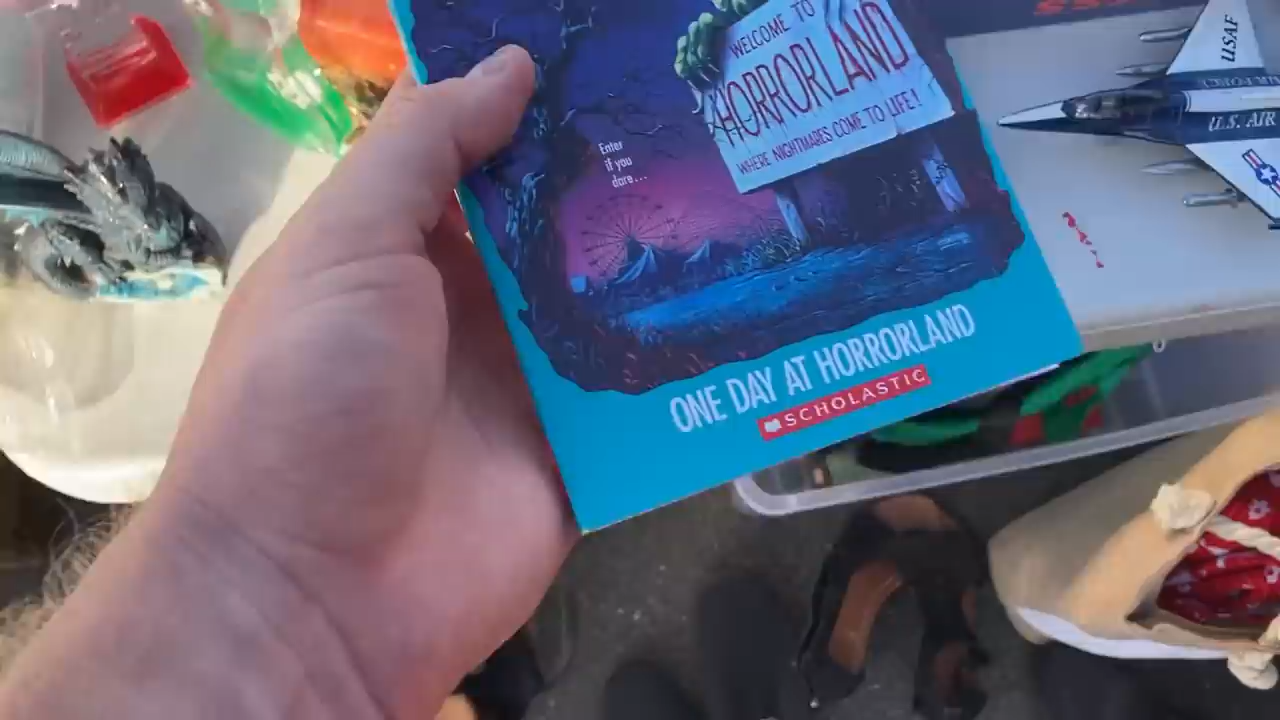 WELCOME TO
HORRORLAND
WHERE NIGHTMARES COME TO LIFE!
Enter
if you
dare...
ONE DAY AT HORRORLAND
SCHOLASTIC
USAF
U.S. AIR